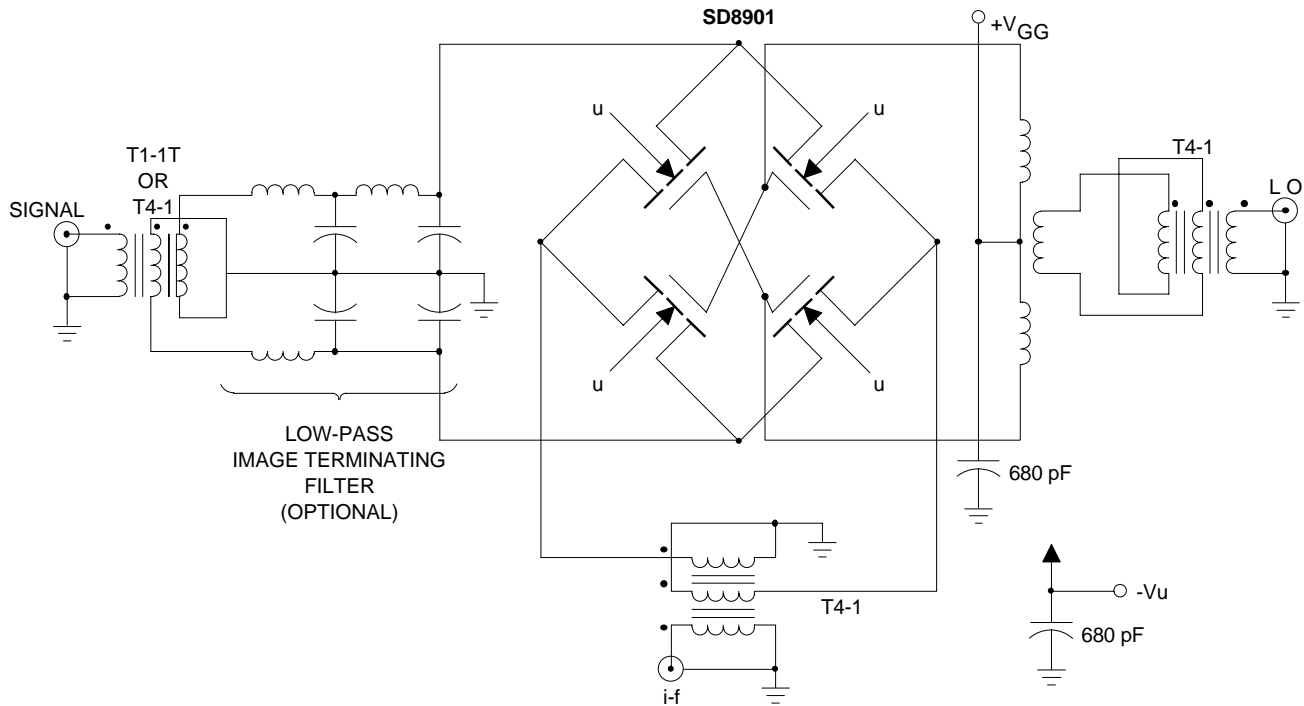 SD8901
+VGG
u
u
T1-1T
OR
T4-1
T4-1
SIGNAL
L O
u
u
LOW-PASS
IMAGE TERMINATING
FILTER
(OPTIONAL)
680 pF
T4-1
-Vu
680 pF
i-f